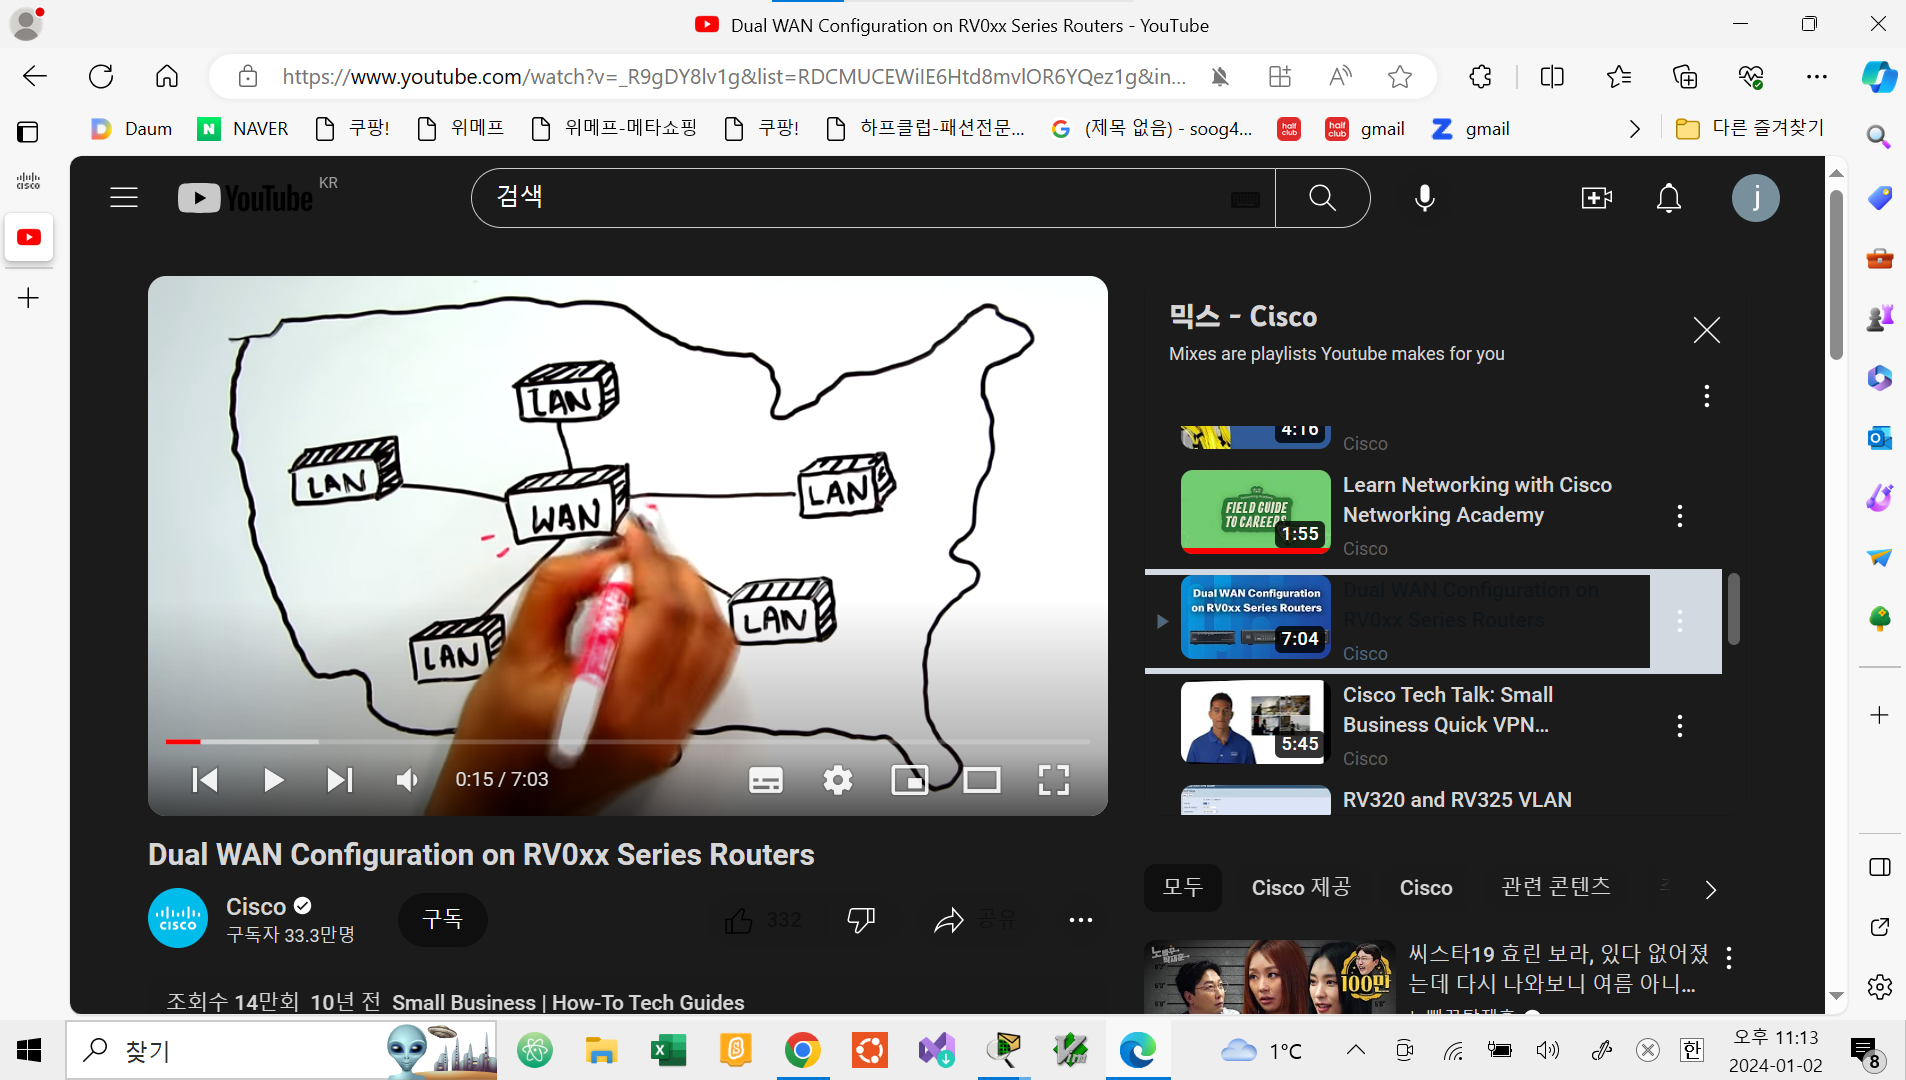 Dual WAN Configuration on RV0xx Series Routers - YouTube
https://www.youtube.com/watch?v=_R9gDY8lv1g&list=RDCMUCEWiIE6Htd8mvlOR6YQez1g&in...
Daum
NAVER
쿠팡!
위메프
위메프-메타쇼핑
쿠팡!
하프클럽-패션전문...
(제목 없음) - soog4...
half club
half club
gmail
gmail
다른 즐겨찾기
cisco
YouTube KR
검색
j
LAN
LAN
WAN
LAN
LAN
LAN
0:15 / 7:03
믹스 - Cisco
Mixes are playlists Youtube makes for you
4:16
Cisco
FIELD GUIDE
TO CAREERS
1:55
Learn Networking with Cisco
Networking Academy
Cisco
Dual WAN Configuration
on RV0xx Series Routers
7:04
Dual WAN Configuration on
RV0xx Series Routers
Cisco
5:45
Cisco Tech Talk: Small
Business Quick VPN...
Cisco
RV320 and RV325 VLAN
Dual WAN Configuration on RV0xx Series Routers
cisco
Cisco
구독자 33.3만명
구독
332
공유
조회수 14만회 10년 전 Small Business | How-To Tech Guides
모두
Cisco 제공
Cisco
관련 콘텐츠
100만
씨스타19 효린 보라, 있다 없어졌
는데 다시 나와보니 여름 아니...
찾기
1°C
한
오후 11:13
2024-01-02
8